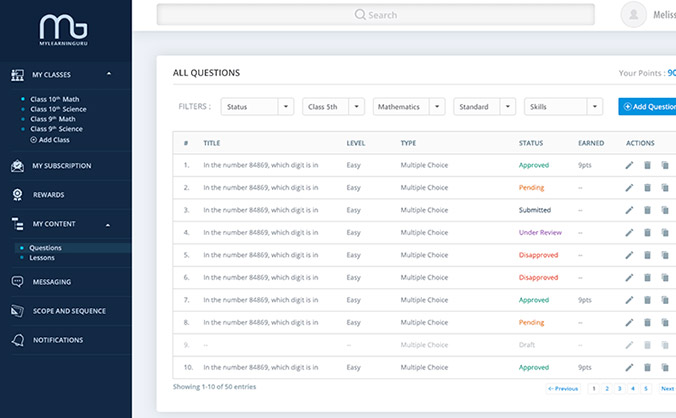 MYLEARNINGURU
MY CLASSES
Class 10th Math
Class 10th Science
Class 9th Math
Class 9th Science
Add Class
MY SUBSCRIPTION
REWARDS
MY CONTENT
Questions
Lessons
MESSAGING
SCOPE AND SEQUENCE
NOTIFICATIONS
Search
Meliss
ALL QUESTIONS
Your Points : 90
FILTERS : Status Class 5th Mathematics Standard Skills Add Question
# TITLE LEVEL TYPE STATUS EARNED ACTIONS
1. In the number 84869, which digit is in Easy Multiple Choice Approved 9pts
2. In the number 84869, which digit is in Easy Multiple Choice Pending –
3. In the number 84869, which digit is in Easy Multiple Choice Submitted –
4. In the number 84869, which digit is in Easy Multiple Choice Under Review –
5. In the number 84869, which digit is in Easy Multiple Choice Disapproved –
6. In the number 84869, which digit is in Easy Multiple Choice Disapproved –
7. In the number 84869, which digit is in Easy Multiple Choice Approved 9pts
8. In the number 84869, which digit is in Easy Multiple Choice Pending –
9. – – Multiple Choice Draft –
10. In the number 84869, which digit is in Easy Multiple Choice Approved 9pts
Showing 1-10 of 50 entries
← Previous 1 2 3 4 5 Next